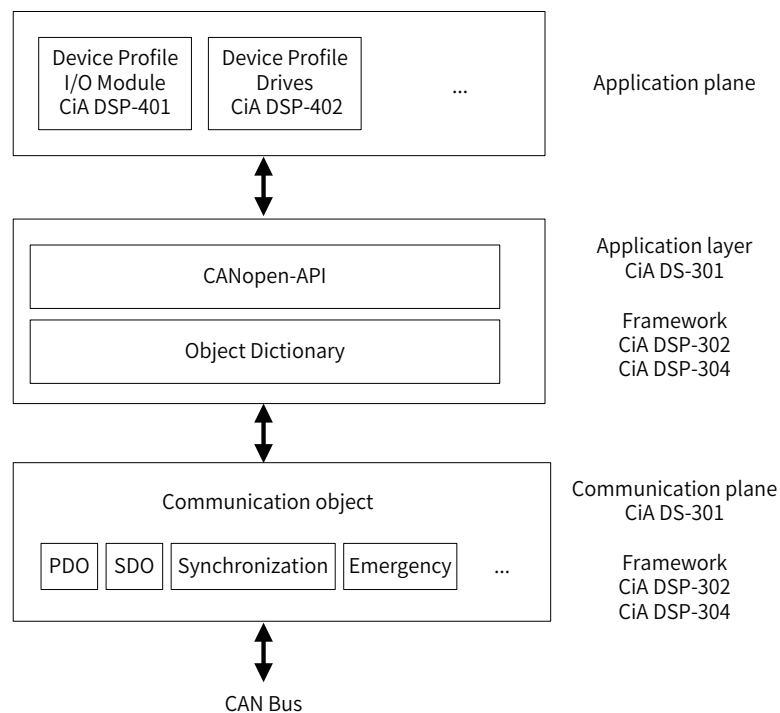 Device Profile
I/O Module
CiA DSP-401
Device Profile
Drives
CiA DSP-402
...
Application plane
CANopen-API
Object Dictionary
Application layer
CiA DS-301
Framework
CiA DSP-302
CiA DSP-304
Communication object
PDO
SDO
Synchronization
Emergency
...
Communication plane
CiA DS-301
Framework
CiA DSP-302
CiA DSP-304
CAN Bus